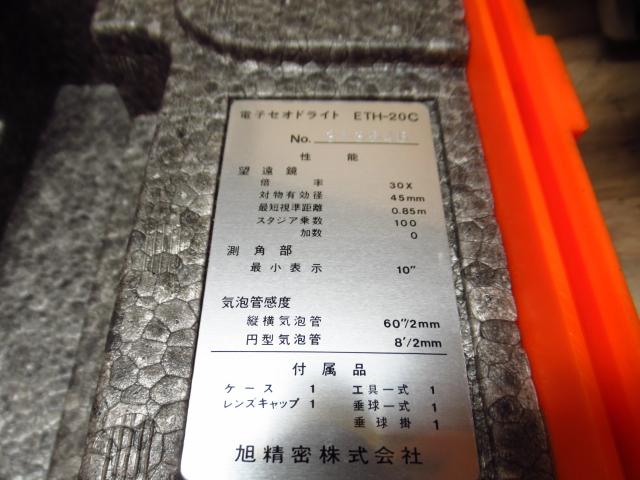 電子セオドライト ETH-20C
No.
性能
望遠鏡
倍率 30X
対物有効径 45mm
最短視準距離 0.85m
スタジア乗数 100
加数 0
測角部
最小表示 10"
気泡管感度
縦横気泡管 60"/2mm
円型気泡管 8'/2mm
付属品
ケース 1 工具一式 1
レンズキャップ 1 垂球一式 1
垂球掛 1
旭精密株式会社